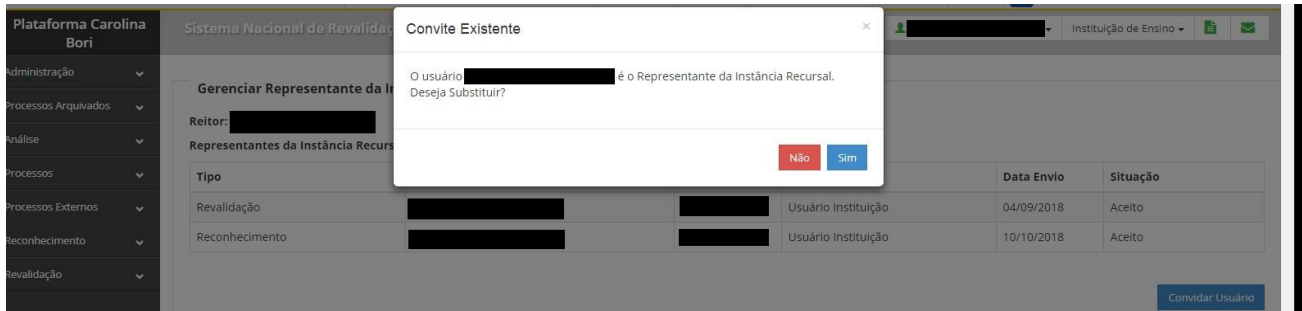 Plataforma Carolina
Bori
Sistema Nacional de Revalidaç
Instituição de Ensino
Convite Existente ×
O usuário é o Representante da Instância Recursal.
Deseja Substituir?
Não Sim
Administração
Processos Arquivados
Análise
Processos
Processos Externos
Reconhecimento
Revalidação
Gerenciar Representante da I
Reitor:
Representantes da Instância Recurs
Tipo Data Envio Situação
Revalidação Usuário Instituição 04/09/2018 Aceito
Reconhecimento Usuário Instituição 10/10/2018 Aceito
Convidar Usuário